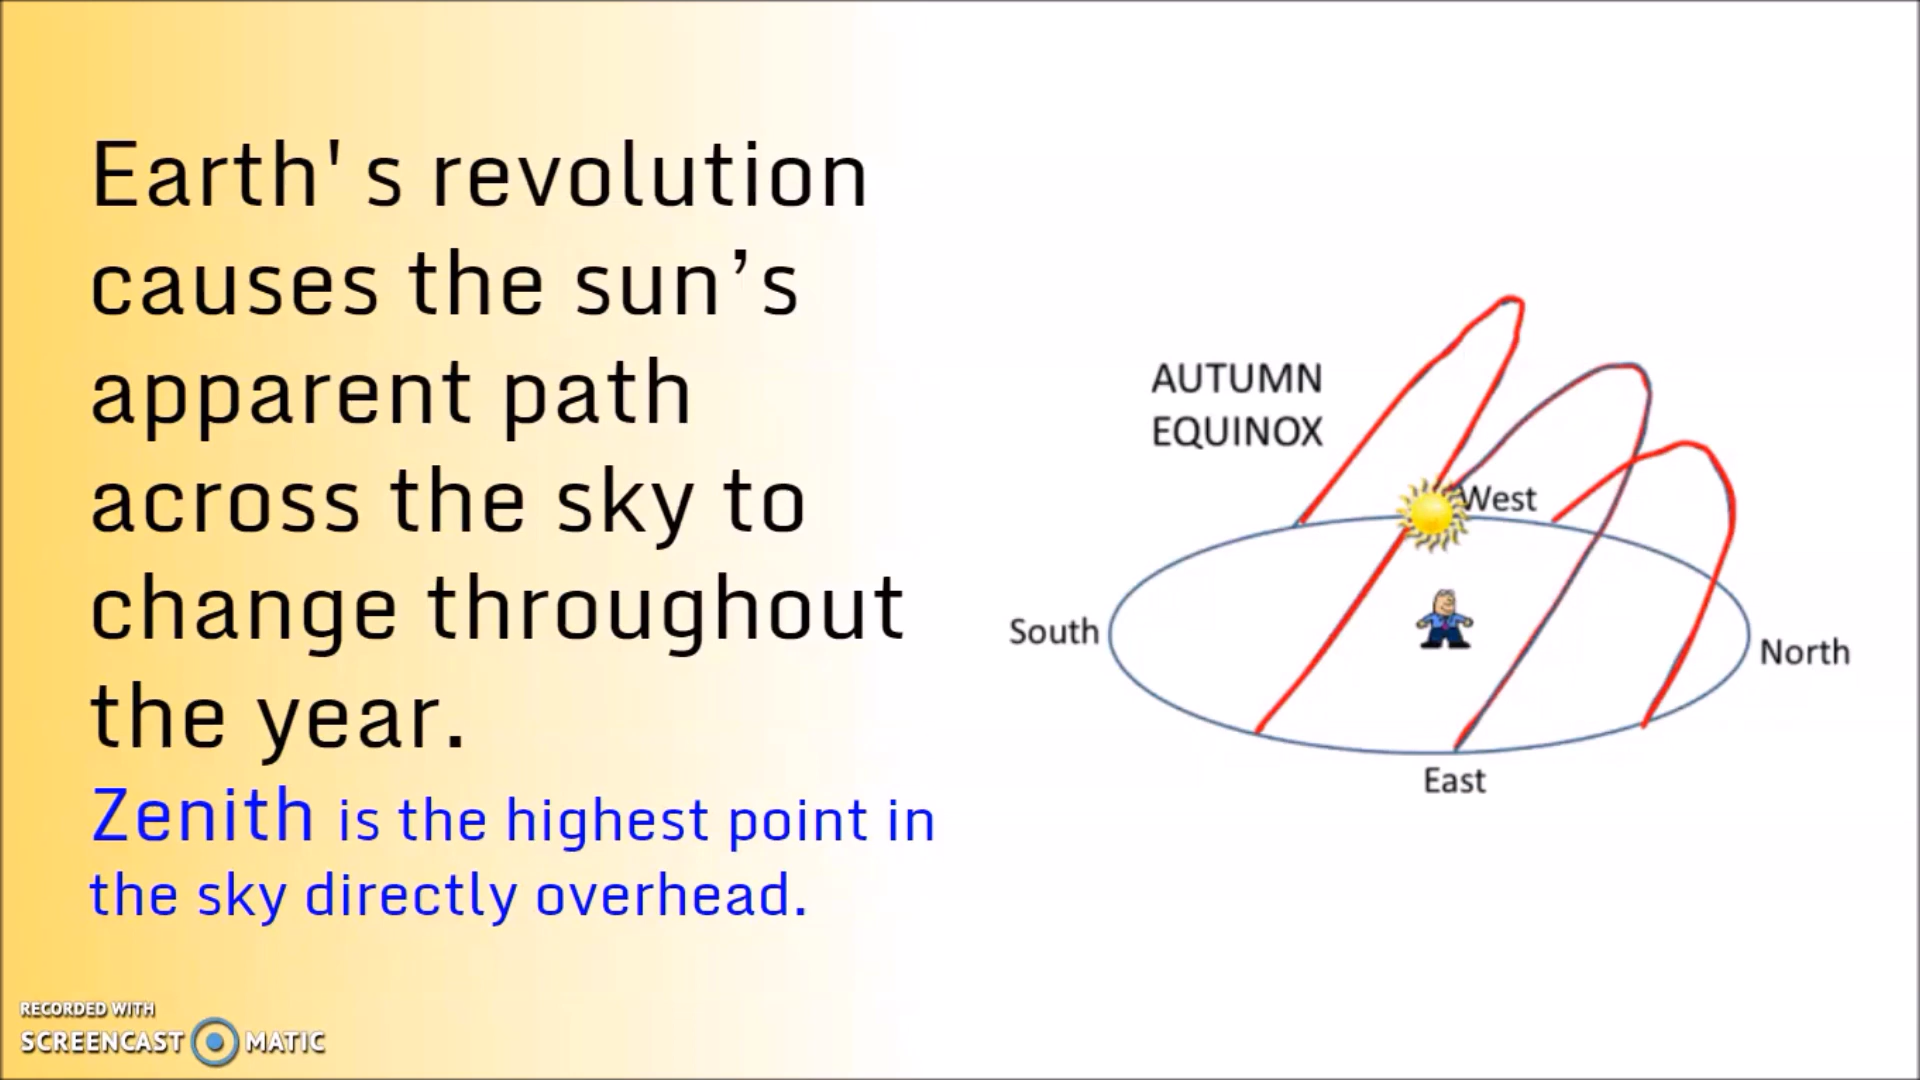 Earth's revolution
causes the sun’s
apparent path
across the sky to
change throughout
the year.
Zenith is the highest point in
the sky directly overhead.
AUTUMN
EQUINOX
West
South
North
East
RECORDED WITH
SCREENCAST MATIC